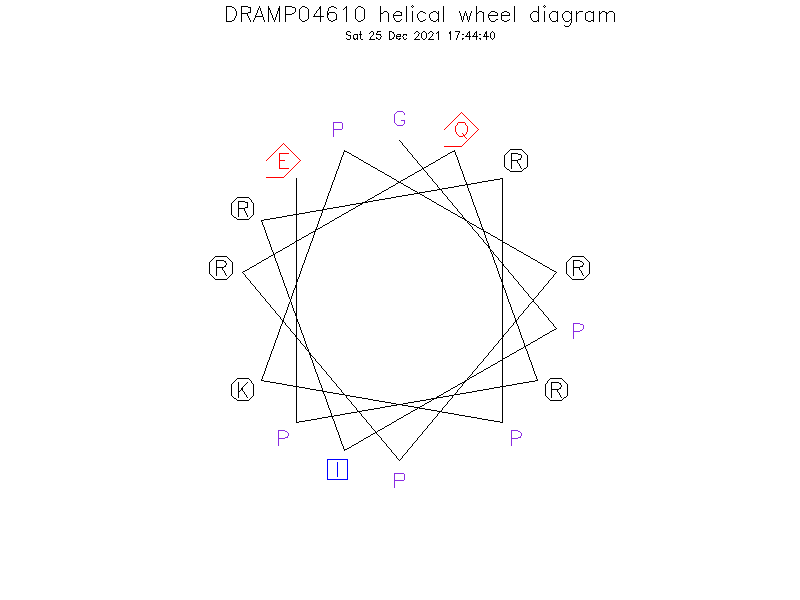 DRAMP04610 helical wheel diagram
Sat 25 Dec 2021 17:44:40
G
P Q
E R
R
R R
P
K R
P P
I
P